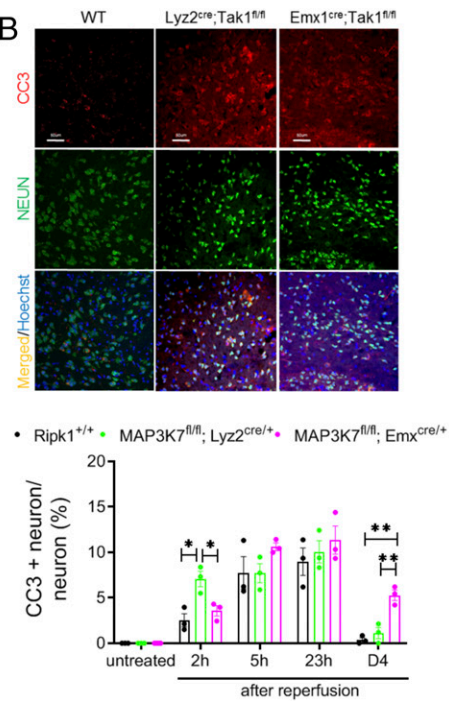 B
WT Lyz2cre;Tak1fl/fl Emx1cre;Tak1fl/fl
CC3
NEUN
Merged/Hoechst
• Ripk1+/+ • MAP3K7fl/fl; Lyz2cre/+ • MAP3K7fl/fl; Emxcre/+
CC3 + neuron/
neuron (%)
20
15
10
5
0
* *
**
**
untreated 2h 5h 23h D4
after reperfusion